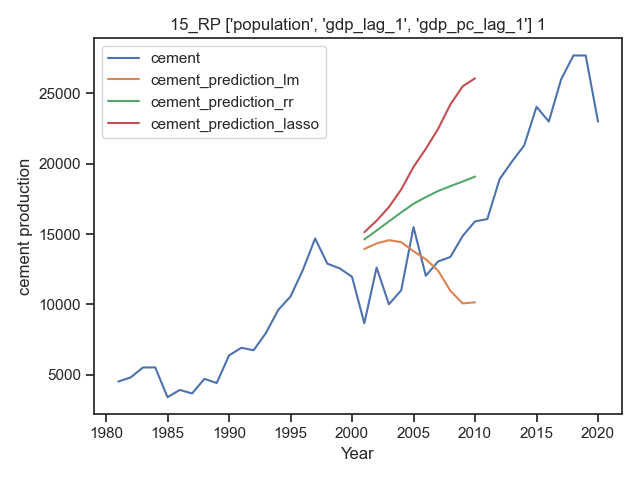 15_RP ['population', 'gdp_lag_1', 'gdp_pc_lag_1'] 1
cement
cement_prediction_lm
cement_prediction_rr
cement_prediction_lasso
25000
20000
15000
10000
5000
cement production
1980 1985 1990 1995 2000 2005 2010 2015 2020
Year